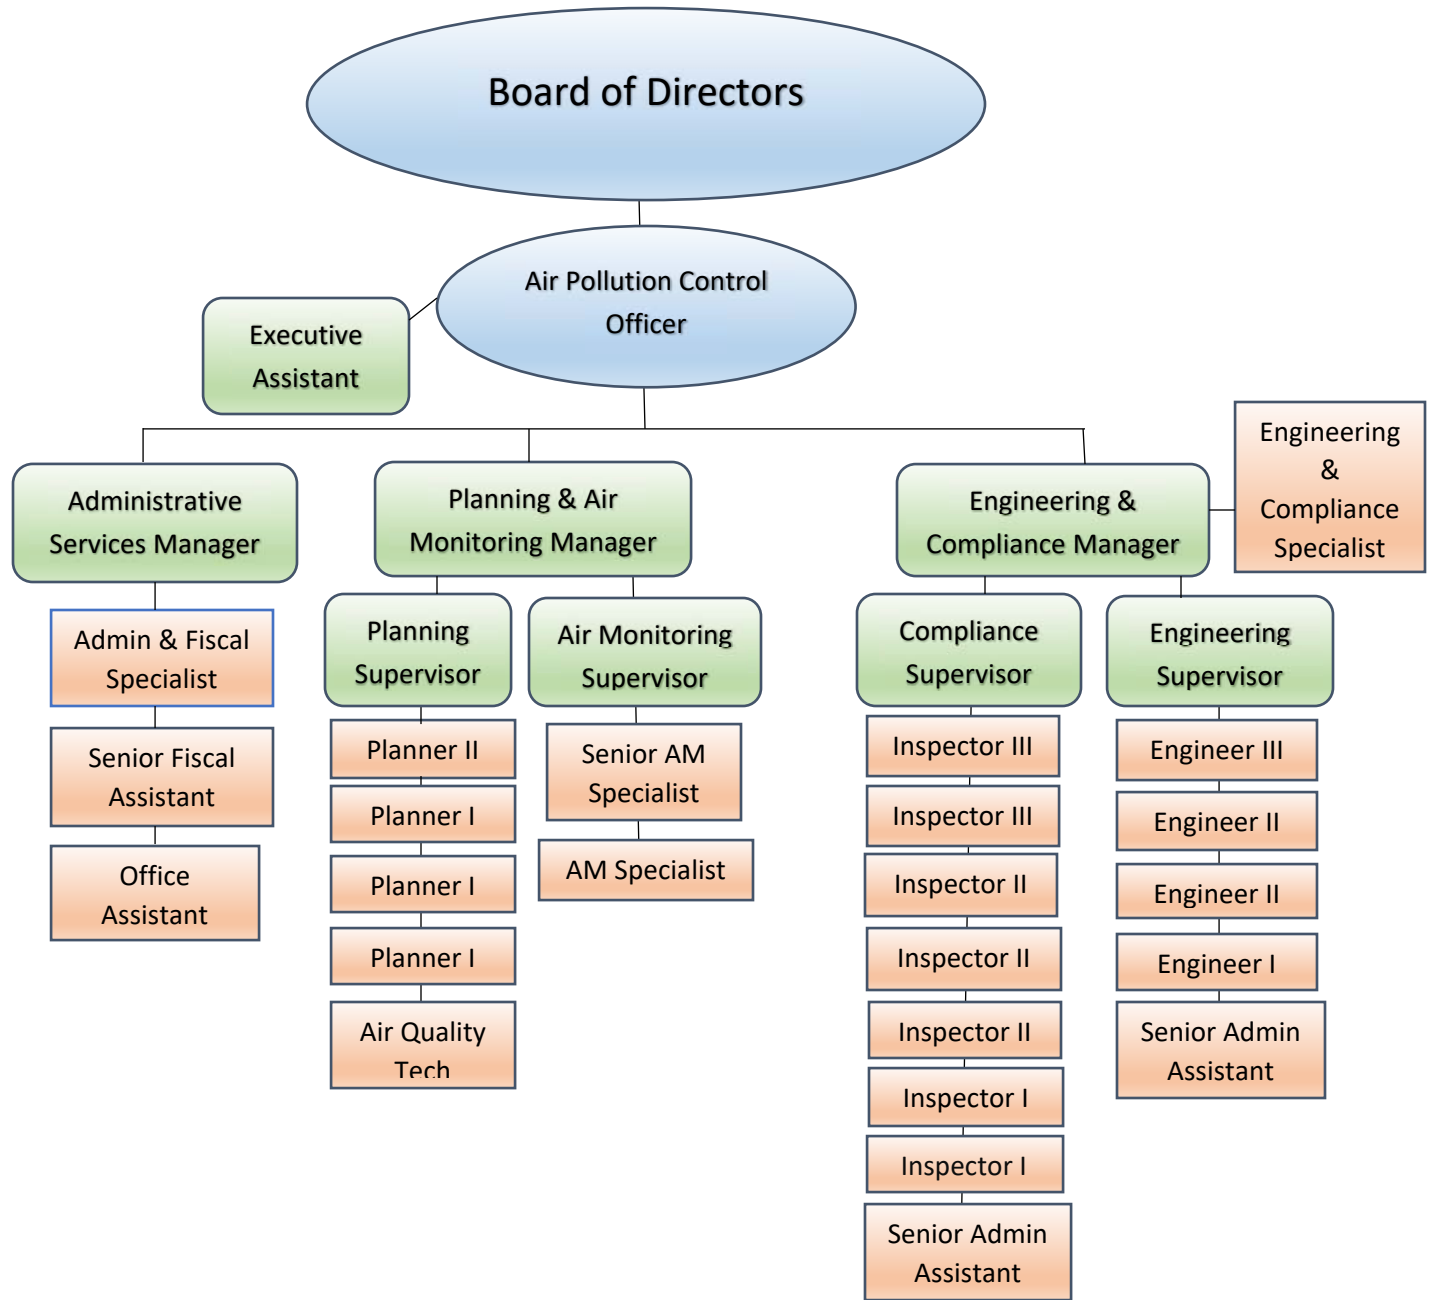 Board of Directors
Air Pollution Control
Officer
Executive
Assistant
Administrative
Services Manager
Admin & Fiscal
Specialist
Senior Fiscal
Assistant
Office
Assistant
Planning & Air
Monitoring Manager
Planning
Supervisor
Planner II
Planner I
Planner I
Planner I
Air Quality
Tech
Air Monitoring
Supervisor
Senior AM
Specialist
AM Specialist
Engineering &
Compliance Manager
Engineering
&
Compliance
Specialist
Compliance
Supervisor
Inspector III
Inspector III
Inspector II
Inspector II
Inspector II
Inspector I
Inspector I
Senior Admin
Assistant
Engineering
Supervisor
Engineer III
Engineer II
Engineer II
Engineer I
Senior Admin
Assistant